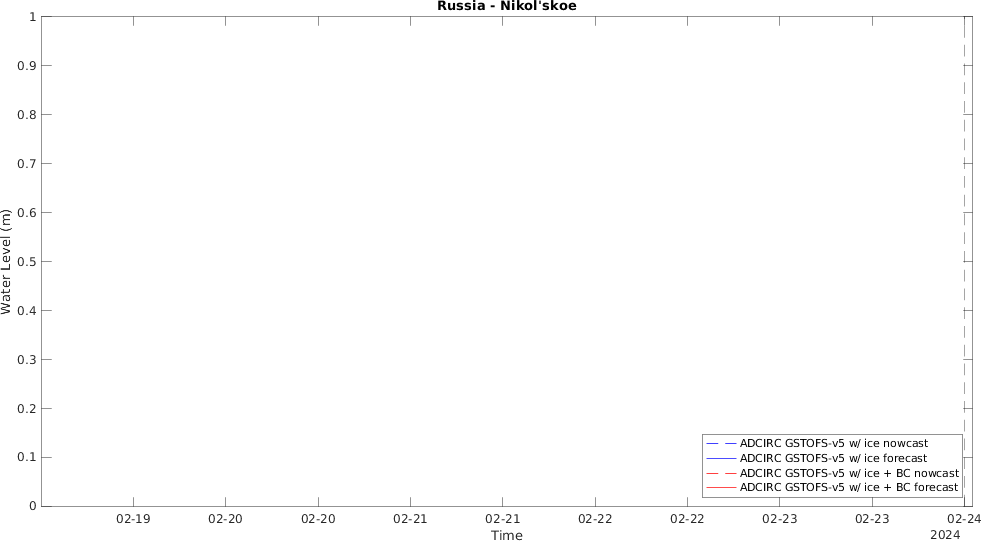 Russia - Nikol'skoe
Water Level (m)
1
0.9
0.8
0.7
0.6
0.5
0.4
0.3
0.2
0.1
0
ADCIRC GSTOFS-v5 w/ ice nowcast
ADCIRC GSTOFS-v5 w/ ice forecast
ADCIRC GSTOFS-v5 w/ ice + BC nowcast
ADCIRC GSTOFS-v5 w/ ice + BC forecast
02-19 02-20 02-20 02-21 02-21 02-22 02-22 02-23 02-23 02-24
Time
2024